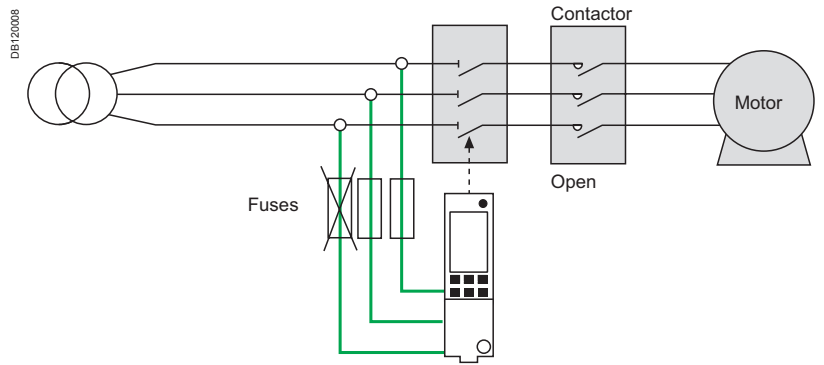 DB120008
Contactor
Motor
Open
Fuses